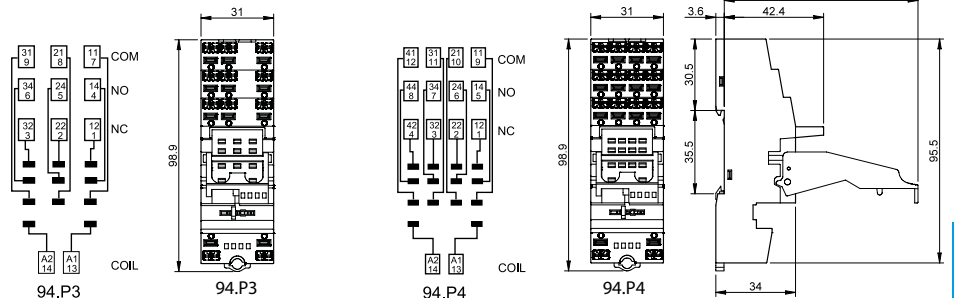 31
31
3.6
42.4
31 9
21 8
11 7
COM
34 6
24 5
14 4
NO
32 3
22 2
12 1
NC
A2 14
A1 13
COIL
94.P3
98.9
94.P3
41 12
31 11
21 10
11 9
COM
44 8
34 7
24 6
14 5
NO
42 4
32 3
22 2
12 1
NC
A2 14
A1 13
COIL
94.P4
98.9
94.P4
30.5
35.5
95.5
34